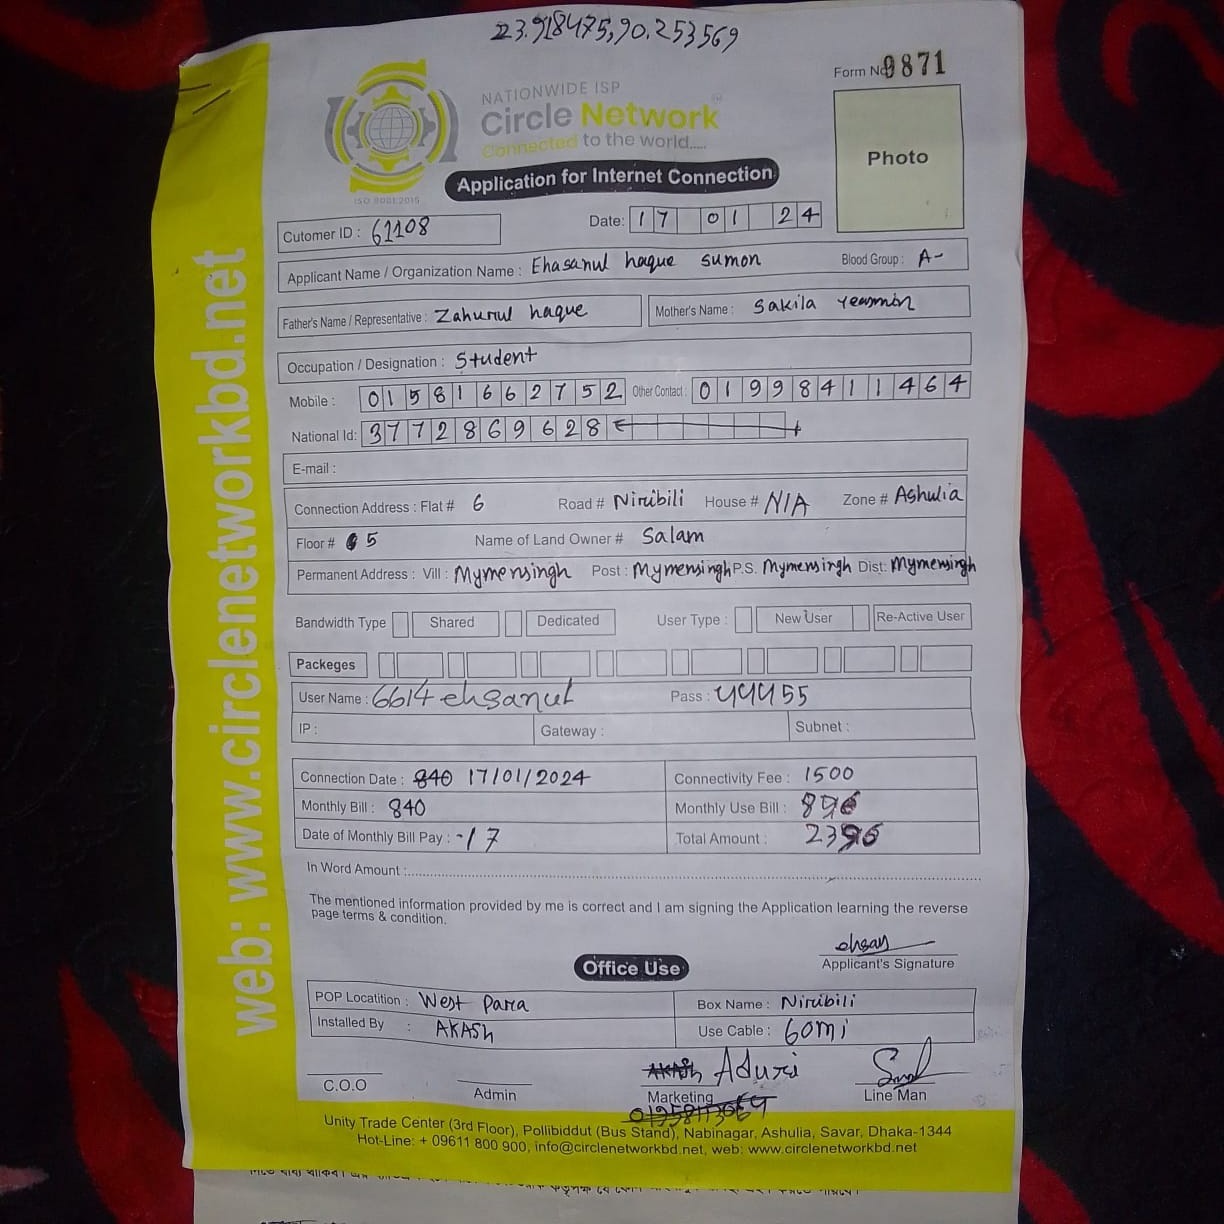 23.918475,90.253569
Form No 9871
NATIONWIDE ISP
Circle Network
Connected to the world.....
ISO 9001:2015
Photo
Application for Internet Connection
Cutomer ID : 61108
Date: 17 01 24
Applicant Name / Organization Name : Ehasanul haque sumon Blood Group : A-
Father's Name / Representative : Zahurul haque Mother's Name : Sakila Yeasmin
Occupation / Designation : Student
Mobile : 01581662752 Other Contact : 01998411464
National Id: 3772869628
E-mail :
Connection Address : Flat # 6 Road # Niribili House # N/A Zone # Ashulia
Floor # 5 Name of Land Owner # Salam
Permanent Address : Vill : Mymensingh Post : Mymensingh P.S. Mymensingh Dist: Mymensingh
Bandwidth Type Shared Dedicated User Type : New User Re-Active User
Packeges
User Name : 6614ehsanul Pass : 44455
IP : Gateway : Subnet :
Connection Date : 840 17/01/2024 Connectivity Fee : 1500
Monthly Bill : 840 Monthly Use Bill : 896
Date of Monthly Bill Pay : -17 Total Amount : 2396
In Word Amount :
The mentioned information provided by me is correct and I am signing the Application learning the reverse
page terms & condition.
ehsan
Applicant's Signature
Office Use
POP Locatition : West Para Box Name : Niribili
Installed By : AKASH Use Cable : 60mi
AKASH Aduri
C.O.O Admin Marketing Line Man
Unity Trade Center (3rd Floor), Pollibiddut (Bus Stand), Nabinagar, Ashulia, Savar, Dhaka-1344
Hot-Line: + 09611 800 900, info@circlenetworkbd.net, web: www.circlenetworkbd.net
web: www.circlenetworkbd.net